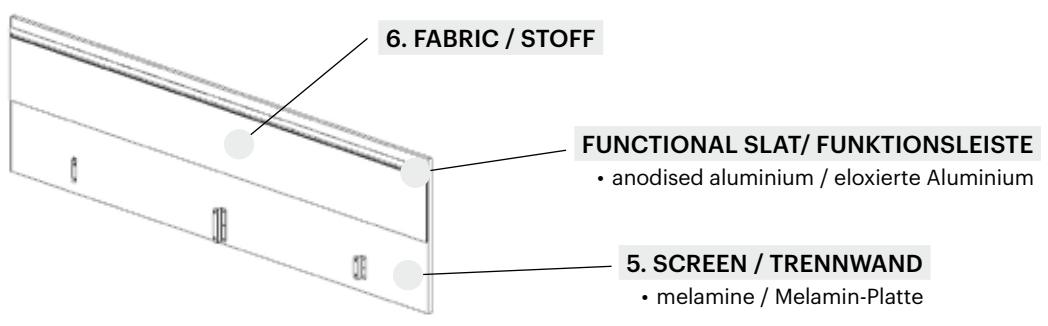 6. FABRIC / STOFF
FUNCTIONAL SLAT/ FUNKTIONSLEISTE
• anodised aluminium / eloxierte Aluminium
5. SCREEN / TRENNWAND
• melamine / Melamin-Platte